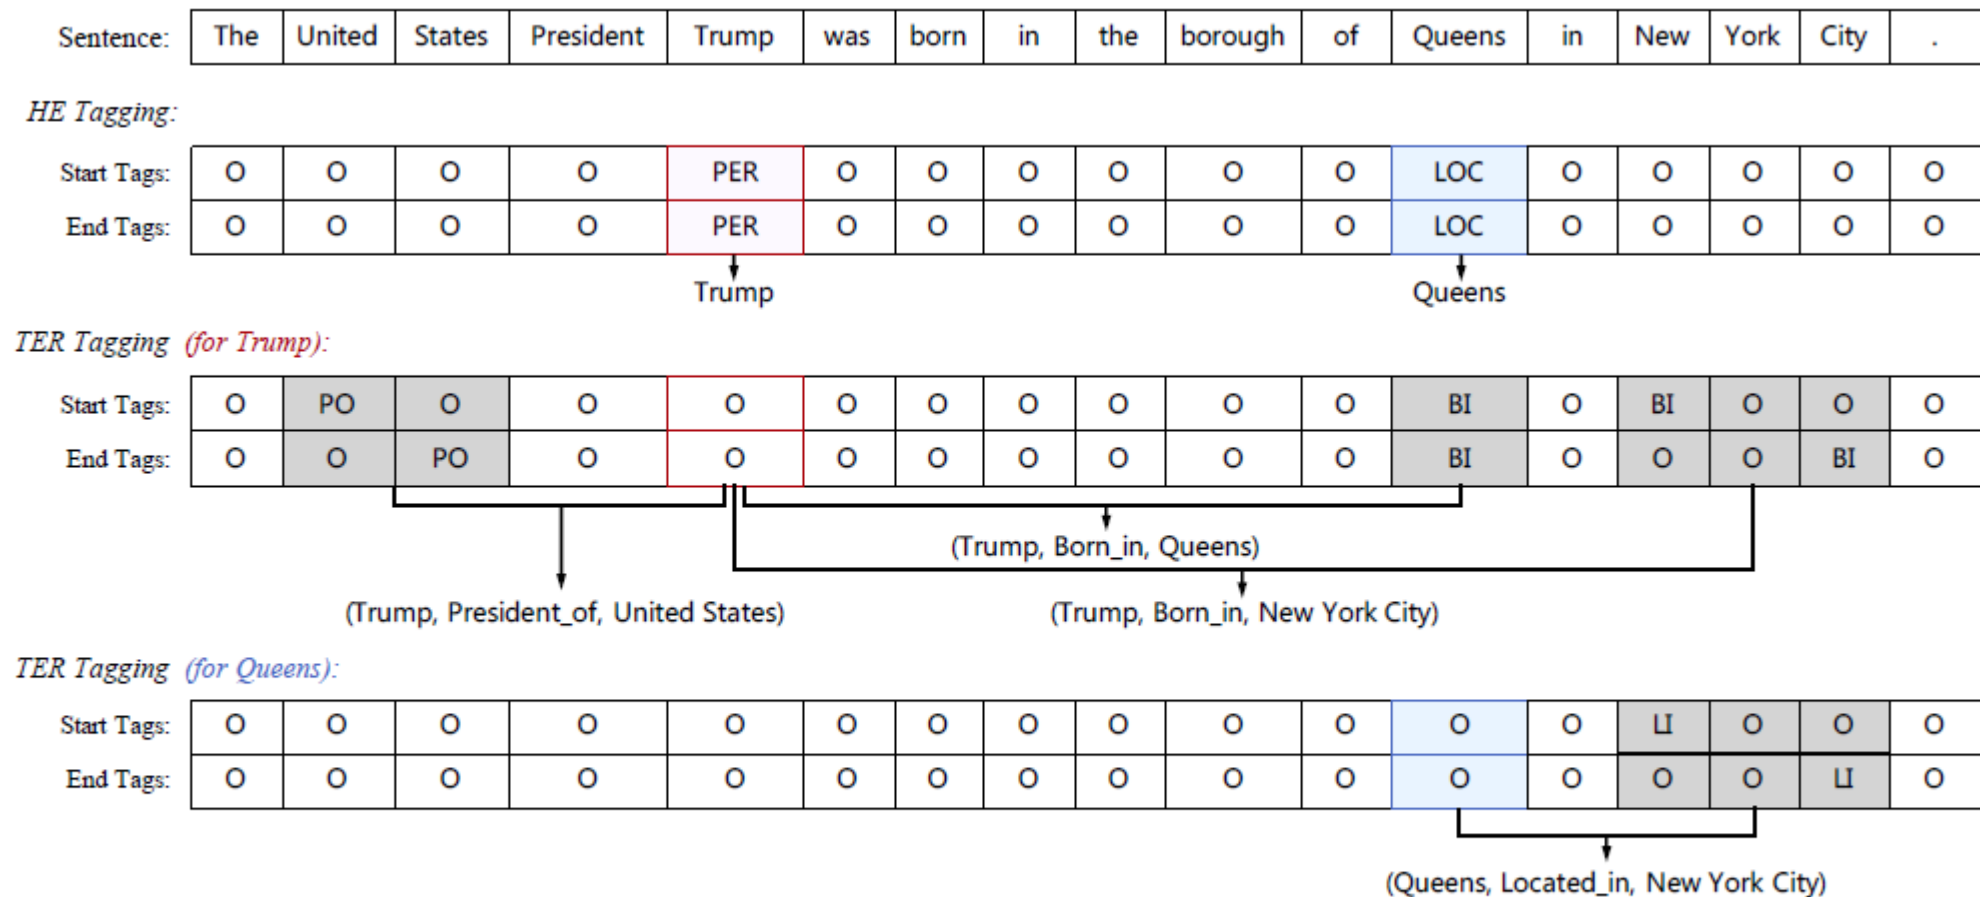 Sentence: The United States President Trump was born in the borough of Queens in New York City .
HE Tagging:
Start Tags: O O O O PER O O O O O O LOC O O O O O
End Tags: O O O O PER O O O O O O LOC O O O O O
Trump Queens
TER Tagging (for Trump):
Start Tags: O PO O O O O O O O O O BI O BI O O O
End Tags: O O PO O O O O O O O O BI O O O BI O
(Trump, Born_in, Queens)
(Trump, President_of, United States) (Trump, Born_in, New York City)
TER Tagging (for Queens):
Start Tags: O O O O O O O O O O O O O LI O O O
End Tags: O O O O O O O O O O O O O O O LI O
(Queens, Located_in, New York City)